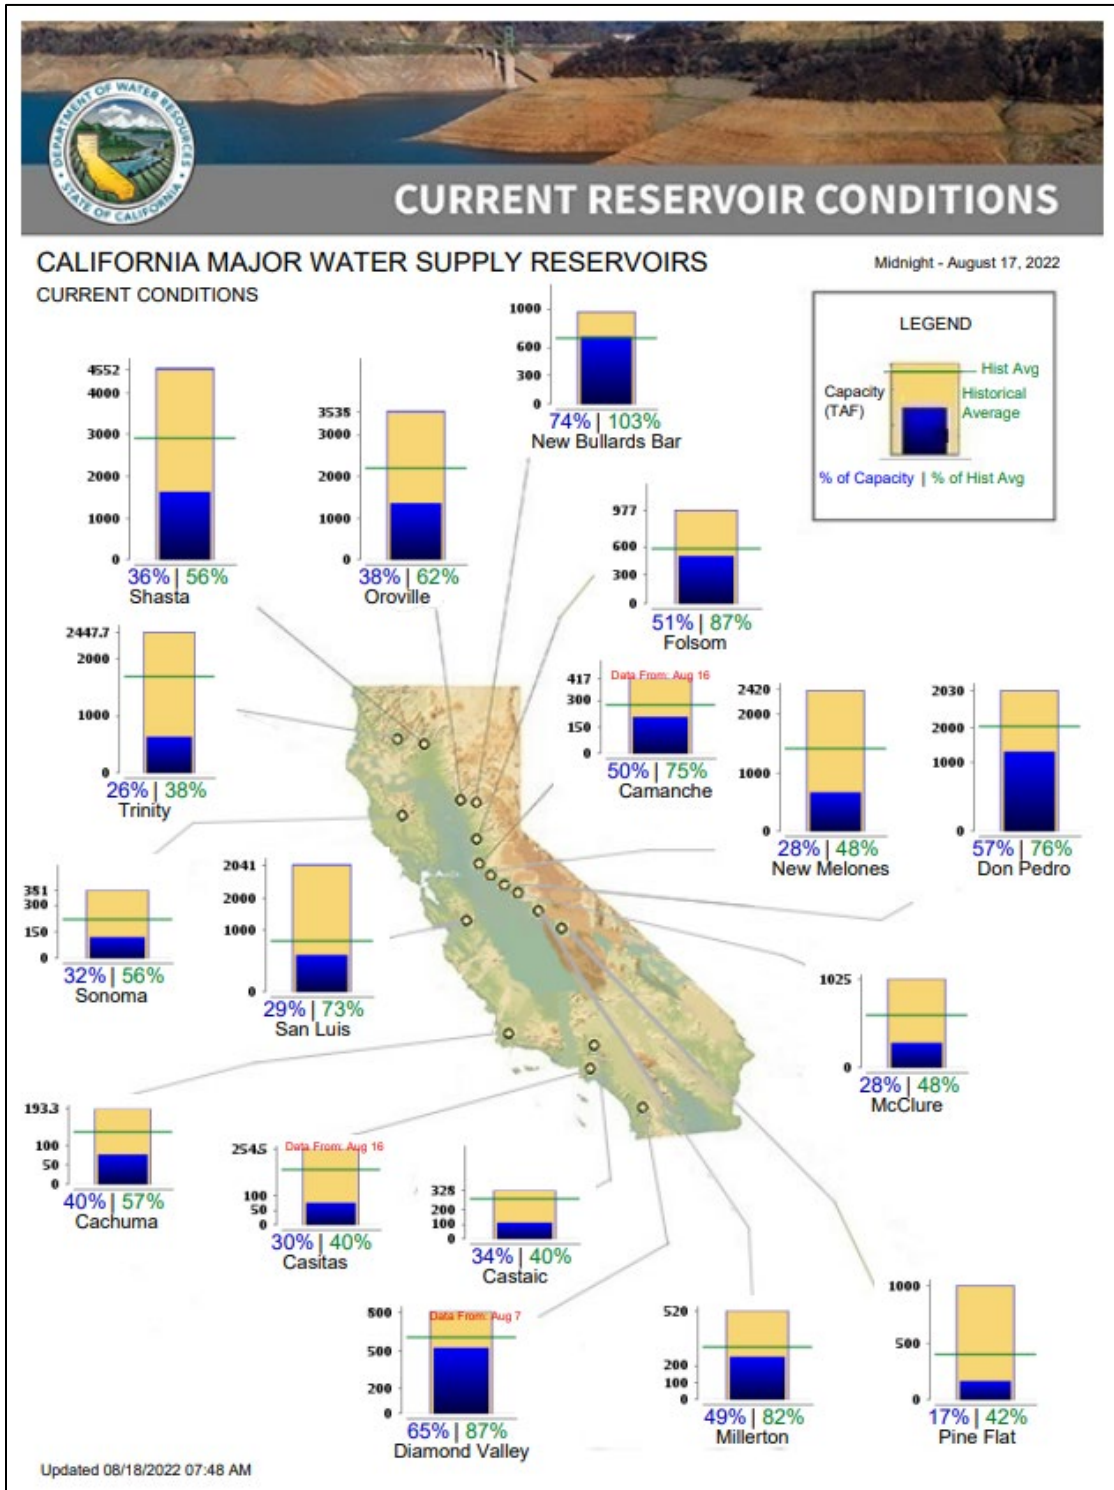 DEPARTMENT OF WATER RESOURCES
STATE OF CALIFORNIA
CURRENT RESERVOIR CONDITIONS
CALIFORNIA MAJOR WATER SUPPLY RESERVOIRS
Midnight - August 17, 2022
CURRENT CONDITIONS
LEGEND
Hist Avg
Capacity
(TAF)
Historical
Average
% of Capacity | % of Hist Avg
1000
600
300
0
74% | 103%
New Bullards Bar
4552
4000
3000
2000
1000
0
36% | 56%
Shasta
3538
3000
2000
1000
0
38% | 62%
Oroville
977
600
300
0
51% | 87%
Folsom
2447.7
2000
1000
0
26% | 38%
Trinity
Data From: Aug 16
417
300
150
0
50% | 75%
Camanche
2420
2000
1000
0
28% | 48%
New Melones
2030
2000
1000
0
57% | 76%
Don Pedro
381
300
150
0
32% | 56%
Sonoma
2041
2000
1000
0
29% | 73%
San Luis
1025
0
28% | 48%
McClure
193.3
100
50
0
40% | 57%
Cachuma
Data From: Aug 16
254.5
100
50
0
30% | 40%
Casitas
328
200
100
0
34% | 40%
Castaic
Data From: Aug 7
800
500
200
0
65% | 87%
Diamond Valley
520
200
100
0
49% | 82%
Millerton
1000
500
0
17% | 42%
Pine Flat
Updated 08/18/2022 07:48 AM